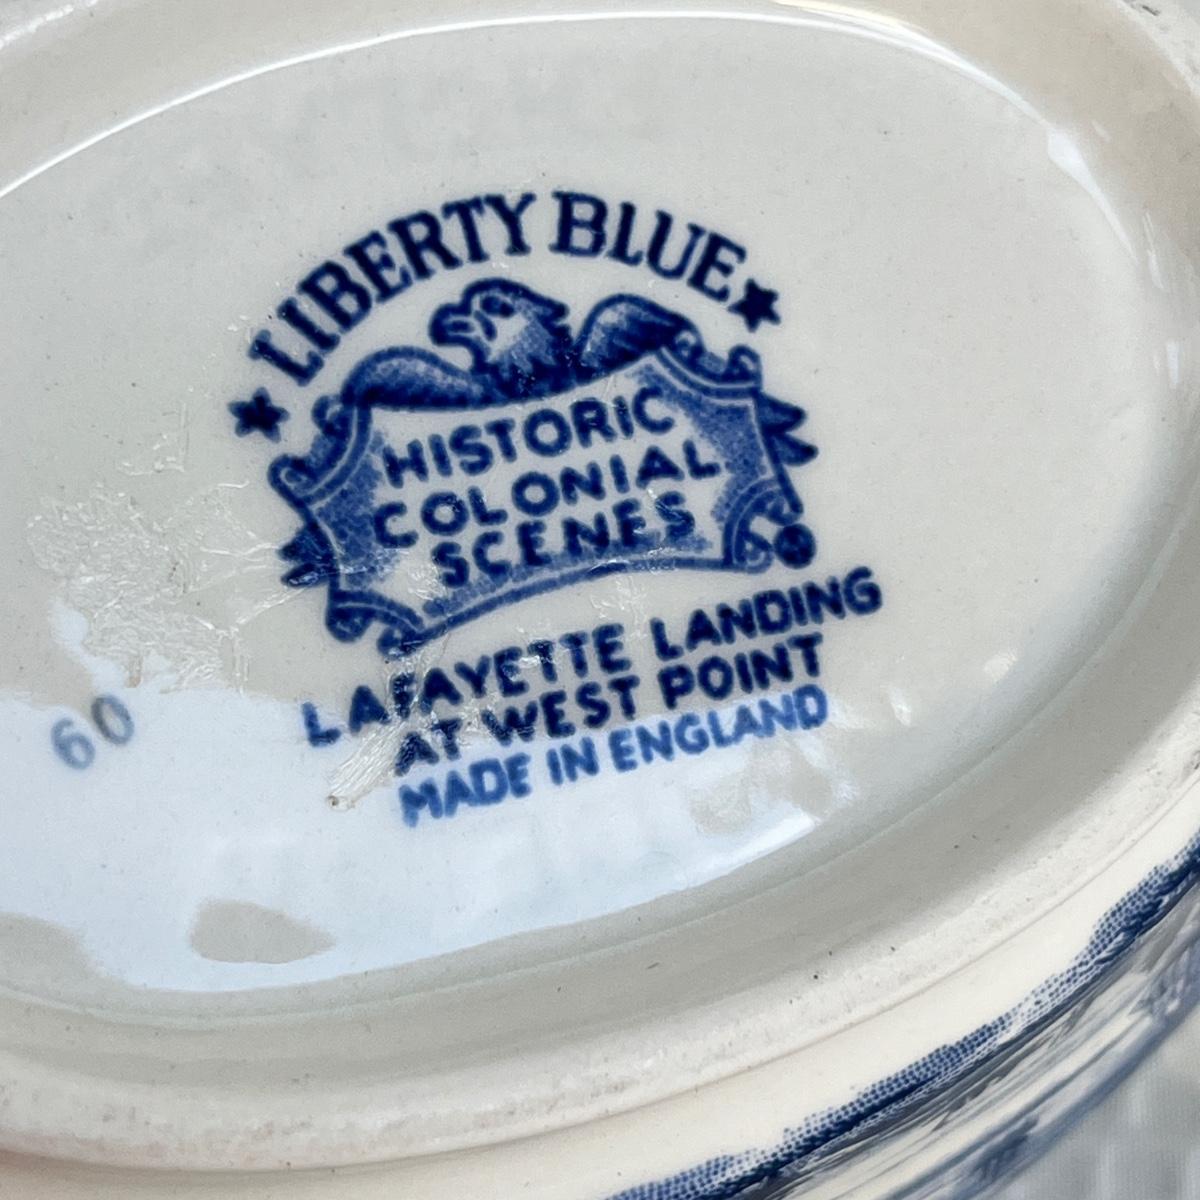 LIBERTY BLUE
HISTORIC
COLONIAL
SCENES
LAFAYETTE LANDING
AT WEST POINT
MADE IN ENGLAND
60